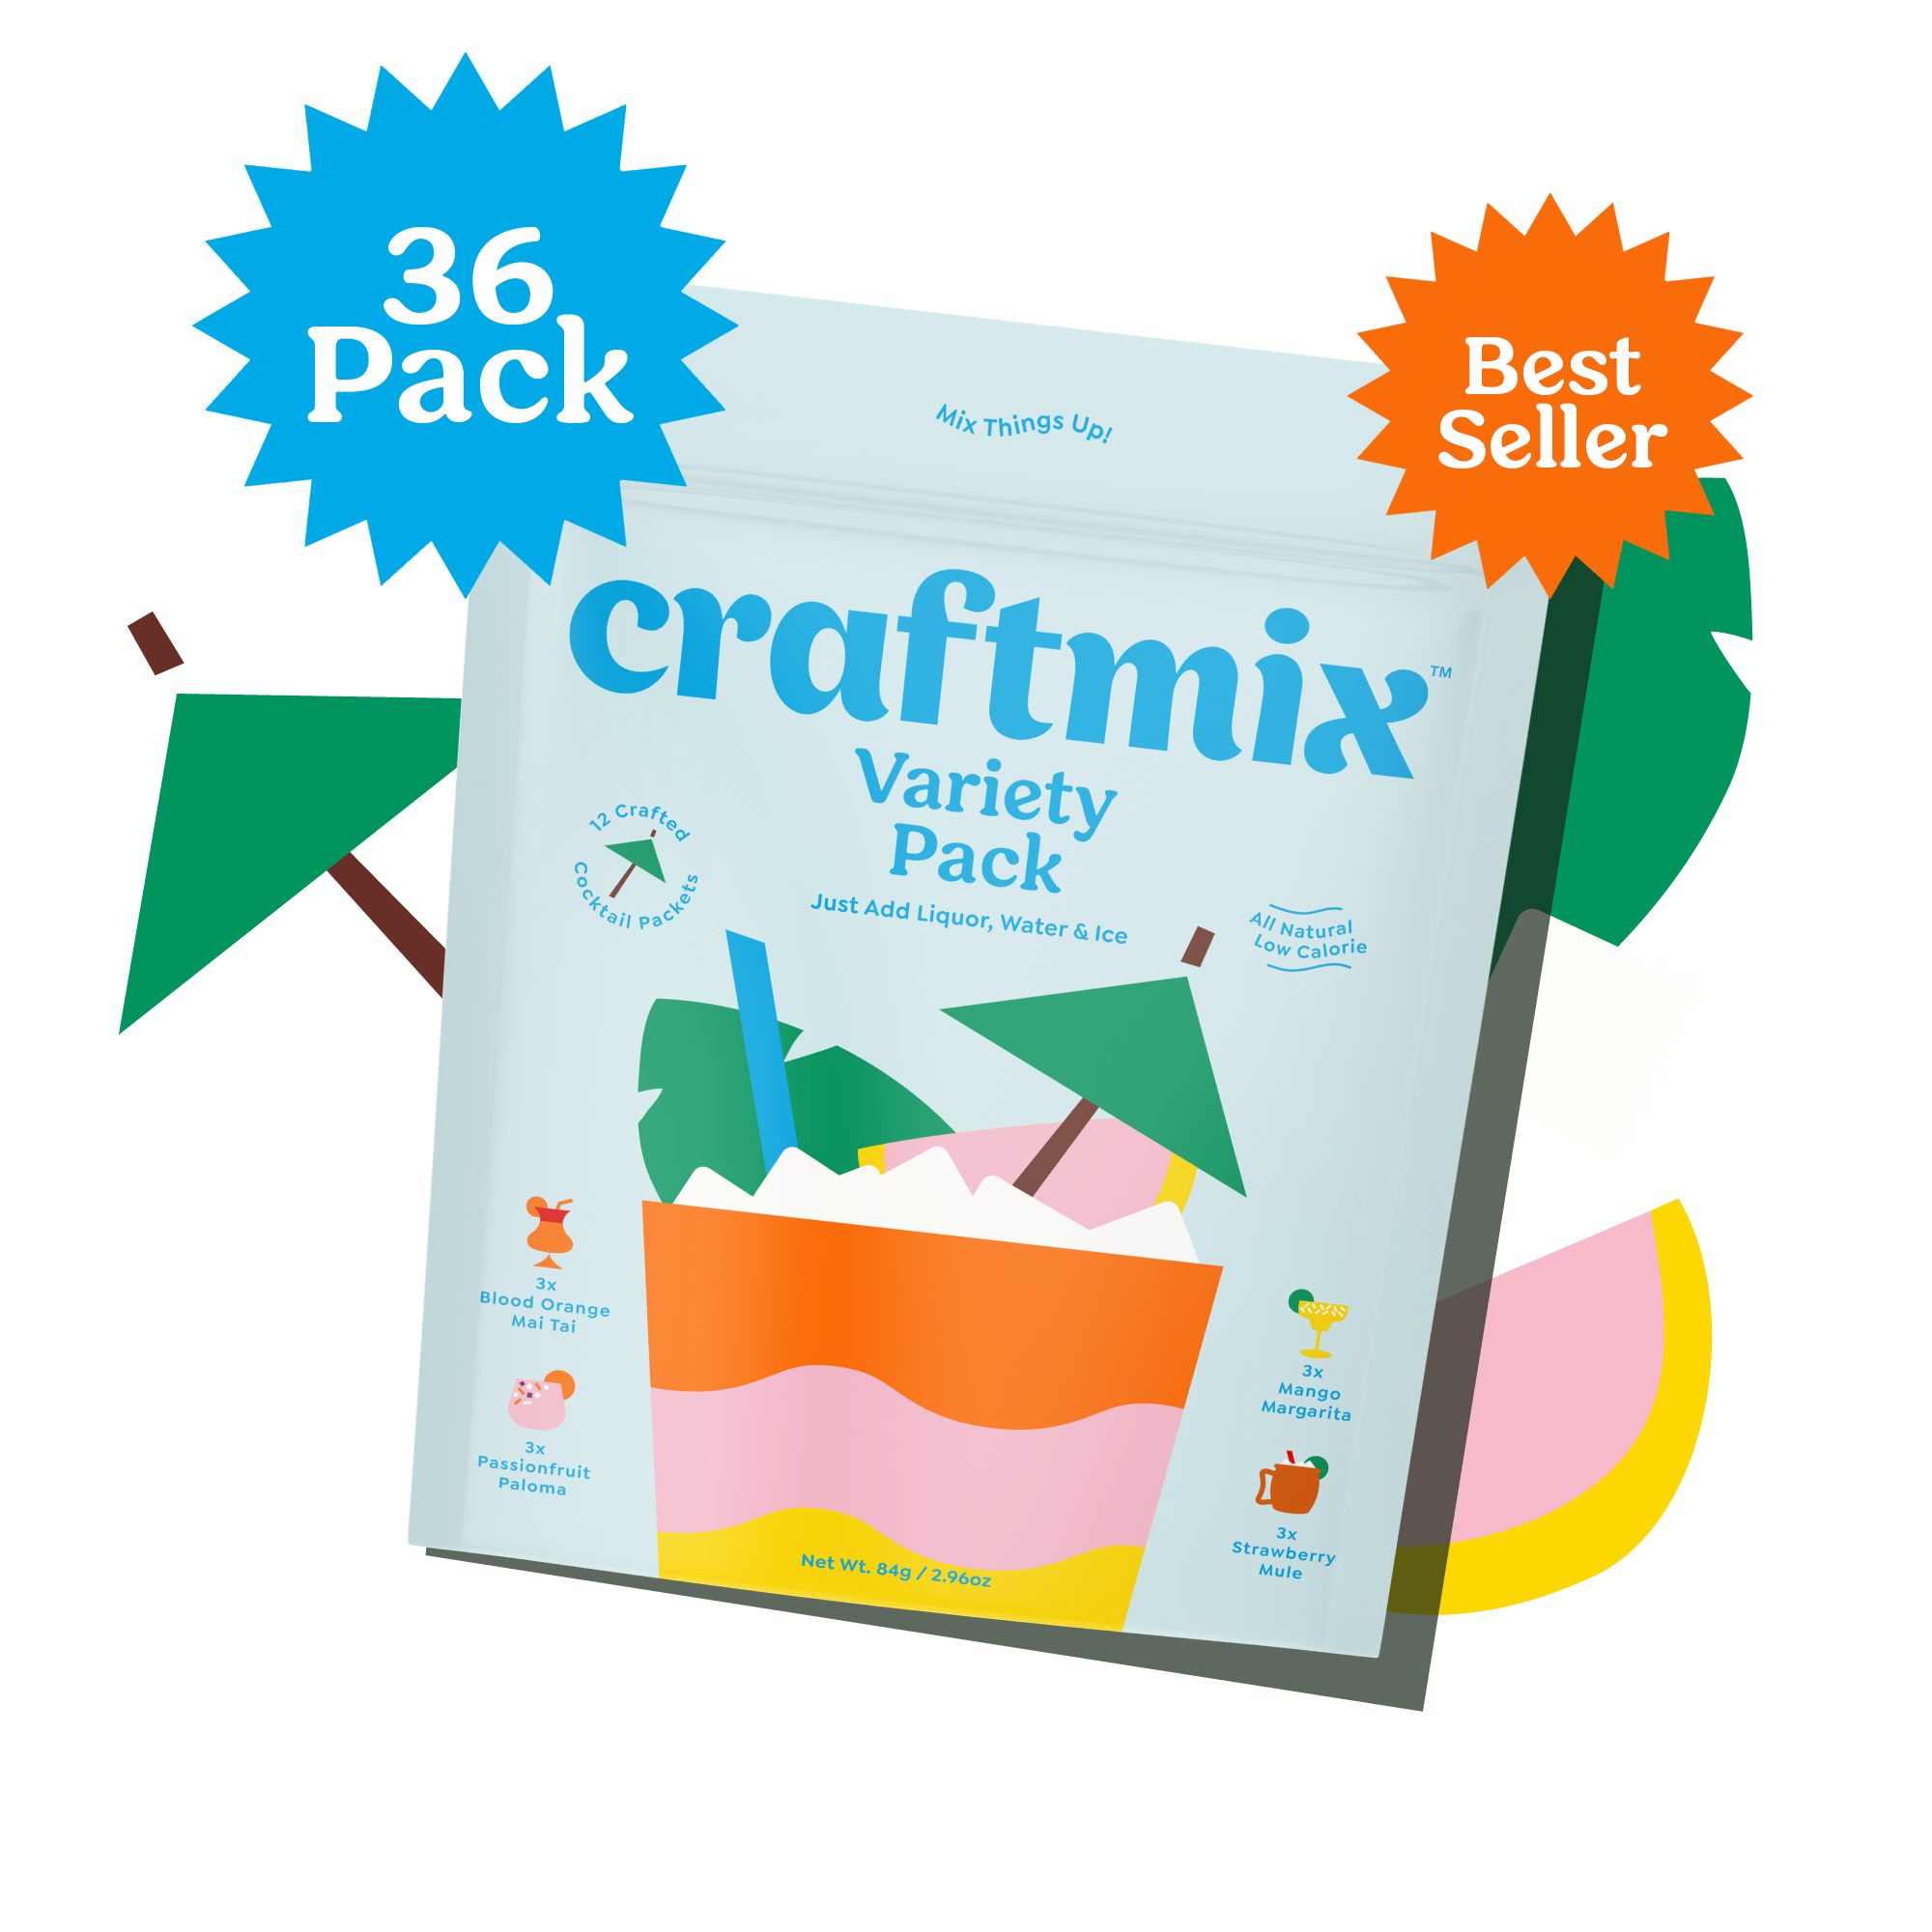 36
Pack
Best
Seller
Mix Things Up!
craftmix™
Variety
Pack
Just Add Liquor, Water & Ice
12 Crafted
Cocktail Packets
All Natural
Low Calorie
3x
Blood Orange
Mai Tai
3x
Passionfruit
Paloma
3x
Mango
Margarita
3x
Strawberry
Mule
Net Wt. 84g / 2.96oz